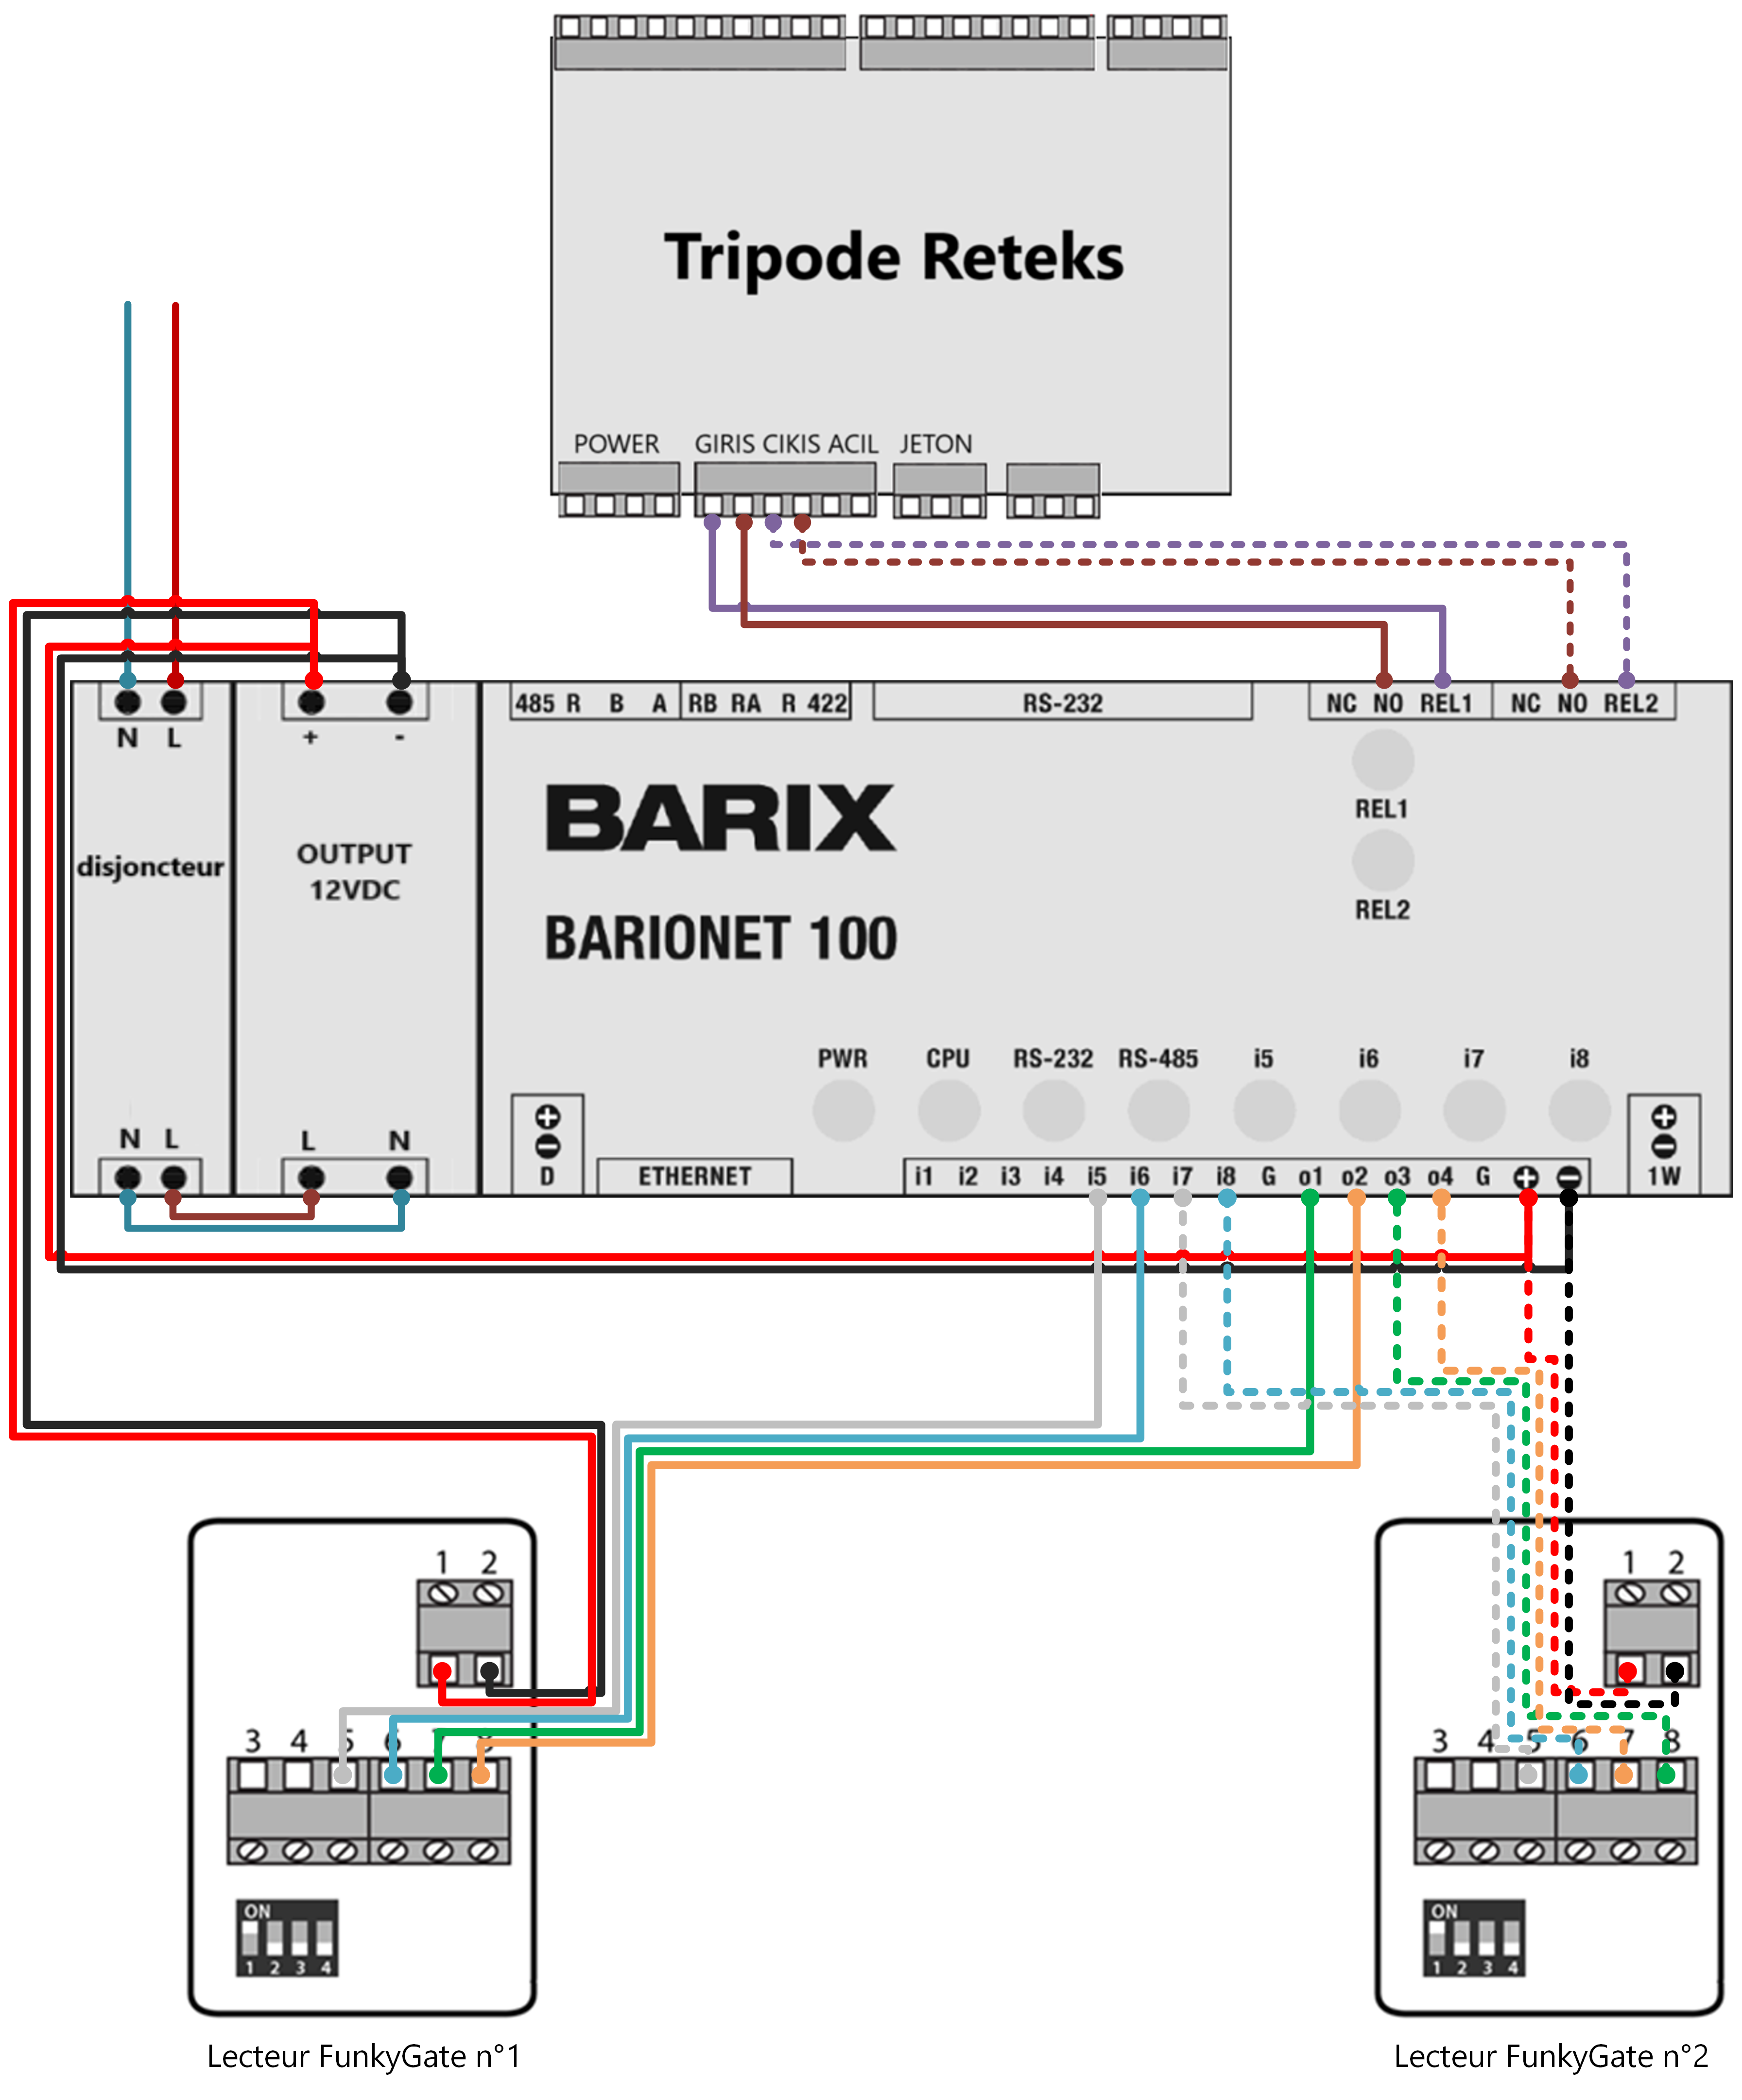 Tripode Reteks
POWER GIRIS CIKIS ACIL JETON
485 R B A RB RA R 422 RS-232 NC NO REL1 NC NO REL2
N L + -
REL1
REL2
disjoncteur
OUTPUT
12VDC
BARIX
BARIONET 100
PWR CPU RS-232 RS-485 i5 i6 i7 i8
N L L N
D ETHERNET i1 i2 i3 i4 i5 i6 i7 i8 G o1 o2 o3 o4 G + - 1W
1 2
3 4 5 6 7 8
ON
1 2 3 4
Lecteur FunkyGate n°1
1 2
3 4 5 6 7 8
ON
1 2 3 4
Lecteur FunkyGate n°2